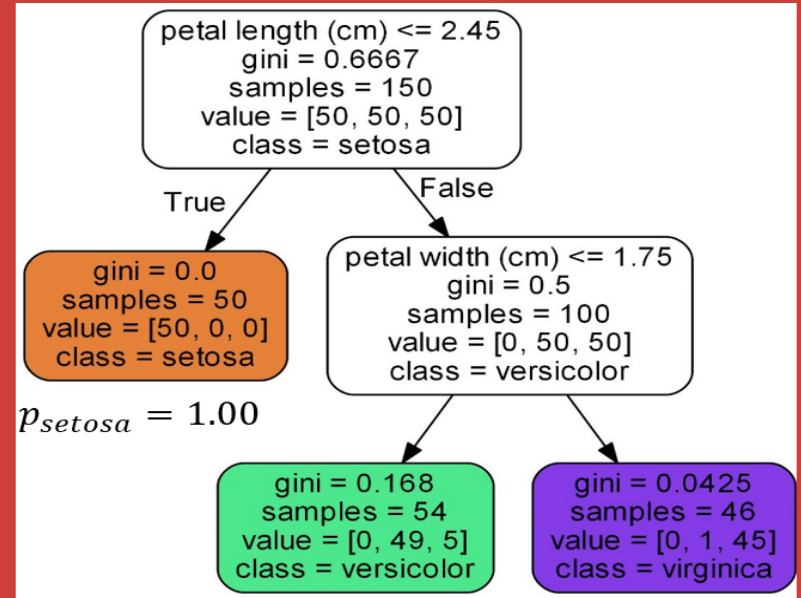 petal length (cm) <= 2.45
gini = 0.6667
samples = 150
value = [50, 50, 50]
class = setosa
True
False
gini = 0.0
samples = 50
value = [50, 0, 0]
class = setosa
petal width (cm) <= 1.75
gini = 0.5
samples = 100
value = [0, 50, 50]
class = versicolor
p_setosa = 1.00
gini = 0.168
samples = 54
value = [0, 49, 5]
class = versicolor
gini = 0.0425
samples = 46
value = [0, 1, 45]
class = virginica